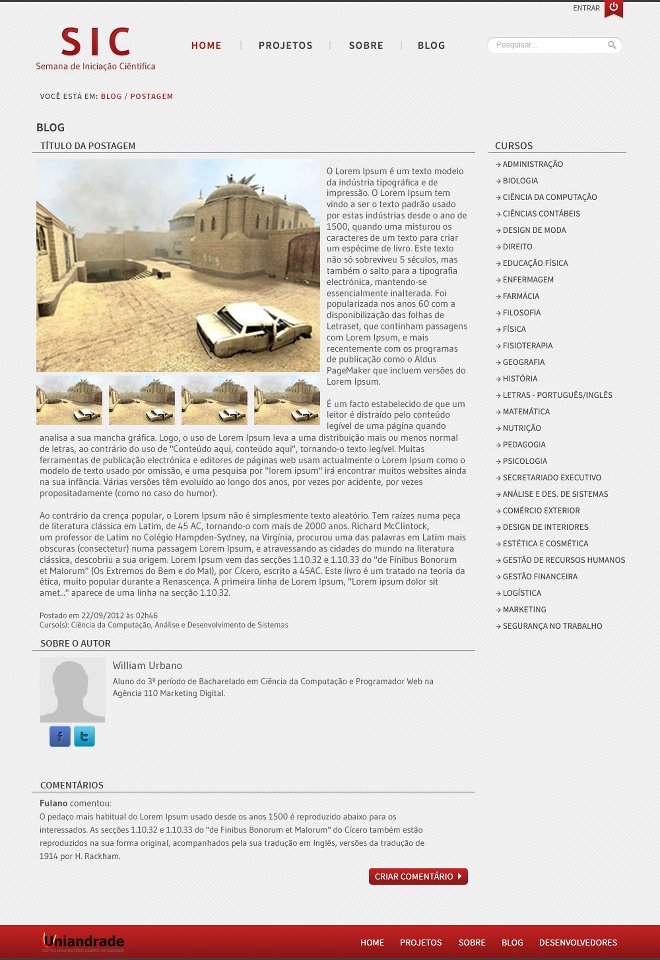 ENTRAR
SIC
Semana de Iniciação Ciêntífica
HOME
PROJETOS
SOBRE
BLOG
Pesquisar...
VOCÊ ESTÁ EM: BLOG / POSTAGEM
BLOG
TÍTULO DA POSTAGEM
O Lorem Ipsum é um texto modelo
da indústria tipográfica e de
impressão. O Lorem Ipsum tem
vindo a ser o texto padrão usado
por estas indústrias desde o ano de
1500, quando uma misturou os
caracteres de um texto para criar
um espécime de livro. Este texto
não só sobreviveu 5 séculos, mas
também o salto para a tipografia
electrónica, mantendo-se
essencialmente inalterada. Foi
popularizada nos anos 60 com a
disponibilização das folhas de
Letraset, que continham passagens
com Lorem Ipsum, e mais
recentemente com os programas
de publicação como o Aldus
PageMaker que incluem versões do
Lorem Ipsum.
É um facto estabelecido de que um
leitor é distraído pelo conteúdo
legível de uma página quando
analisa a sua mancha gráfica. Logo, o uso de Lorem Ipsum leva a uma distribuição mais ou menos normal
de letras, ao contrário do uso de "Conteúdo aqui, conteúdo aqui", tornando-o texto legível. Muitas
ferramentas de publicação electrónica e editores de páginas web usam actualmente o Lorem Ipsum como o
modelo de texto usado por omissão, e uma pesquisa por "lorem ipsum" irá encontrar muitos websites ainda
na sua infância. Várias versões têm evoluído ao longo dos anos, por vezes por acidente, por vezes
propositadamente (como no caso do humor).
Ao contrário da crença popular, o Lorem Ipsum não é simplesmente texto aleatório. Tem raízes numa peça
de literatura clássica em Latim, de 45 AC, tornando-o com mais de 2000 anos. Richard McClintock,
um professor de Latim no Colégio Hampden-Sydney, na Virgínia, procurou uma das palavras em Latim mais
obscuras (consectetur) numa passagem Lorem Ipsum, e atravessando as cidades do mundo na literatura
clássica, descobriu a sua origem. Lorem Ipsum vem das secções 1.10.32 e 1.10.33 do "de Finibus Bonorum
et Malorum" (Os Extremos do Bem e do Mal), por Cícero, escrito a 45AC. Este livro é um tratado na teoria da
ética, muito popular durante a Renascença. A primeira linha de Lorem Ipsum, "Lorem ipsum dolor sit
amet..." aparece de uma linha na secção 1.10.32.
Postado em 22/09/2012 às 02h46
Curso(s): Ciência da Computação, Análise e Desenvolvimento de Sistemas
SOBRE O AUTOR
William Urbano
Aluno do 3º período de Bacharelado em Ciência da Computação e Programador Web na
Agência 110 Marketing Digital.
COMENTÁRIOS
Fulano comentou:
O pedaço mais habitual do Lorem Ipsum usado desde os anos 1500 é reproduzido abaixo para os
interessados. As secções 1.10.32 e 1.10.33 do "de Finibus Bonorum et Malorum" do Cícero também estão
reproduzidos na sua forma original, acompanhados pela sua tradução em Inglês, versões da tradução de
1914 por H. Rackham.
CRIAR COMENTÁRIO
CURSOS
ADMINISTRAÇÃO
BIOLOGIA
CIÊNCIA DA COMPUTAÇÃO
CIÊNCIAS CONTÁBEIS
DESIGN DE MODA
DIREITO
EDUCAÇÃO FÍSICA
ENFERMAGEM
FARMÁCIA
FILOSOFIA
FÍSICA
FISIOTERAPIA
GEOGRAFIA
HISTÓRIA
LETRAS - PORTUGUÊS/INGLÊS
MATEMÁTICA
NUTRIÇÃO
PEDAGOGIA
PSICOLOGIA
SECRETARIADO EXECUTIVO
ANÁLISE E DES. DE SISTEMAS
COMÉRCIO EXTERIOR
DESIGN DE INTERIORES
ESTÉTICA E COSMÉTICA
GESTÃO DE RECURSOS HUMANOS
GESTÃO FINANCEIRA
LOGÍSTICA
MARKETING
SEGURANÇA NO TRABALHO
Uniandrade
HOME
PROJETOS
SOBRE
BLOG
DESENVOLVEDORES